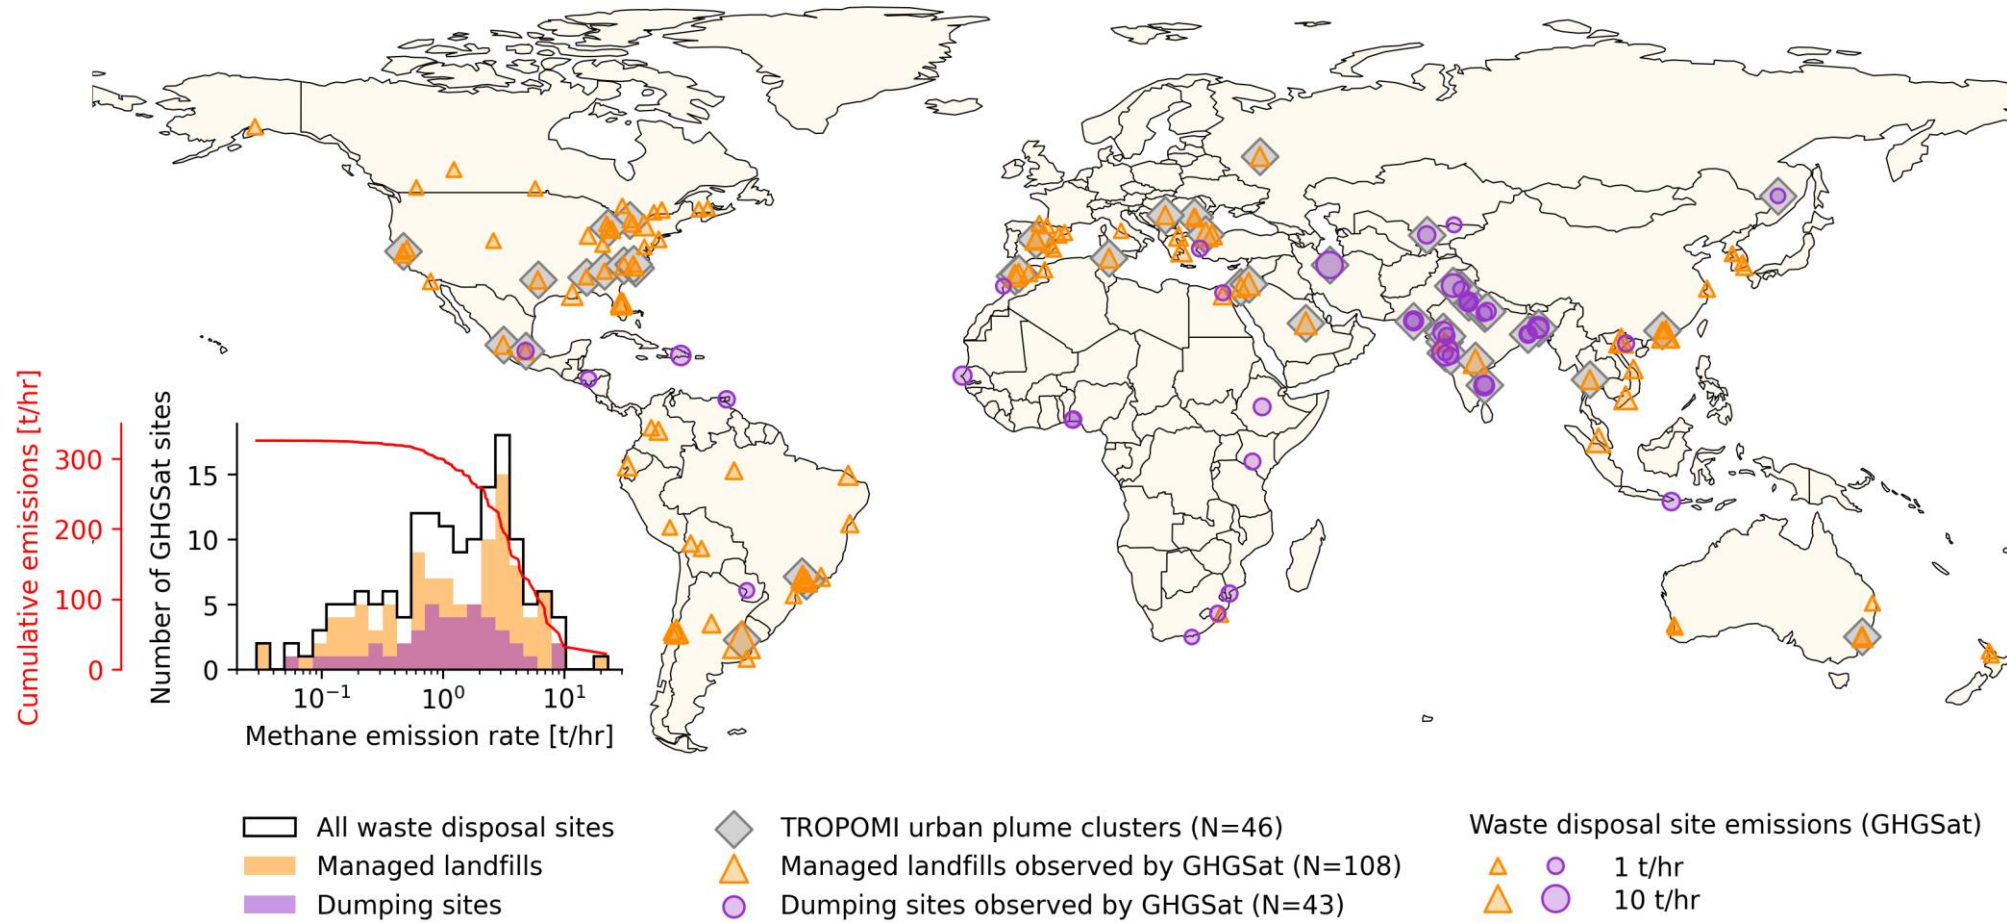 Cumulative emissions [t/hr]
300
200
100
0
Number of GHGSat sites
15
10
5
0
10⁻¹ 10⁰ 10¹
Methane emission rate [t/hr]
All waste disposal sites
Managed landfills
Dumping sites
TROPOMI urban plume clusters (N=46)
Managed landfills observed by GHGSat (N=108)
Dumping sites observed by GHGSat (N=43)
Waste disposal site emissions (GHGSat)
1 t/hr
10 t/hr